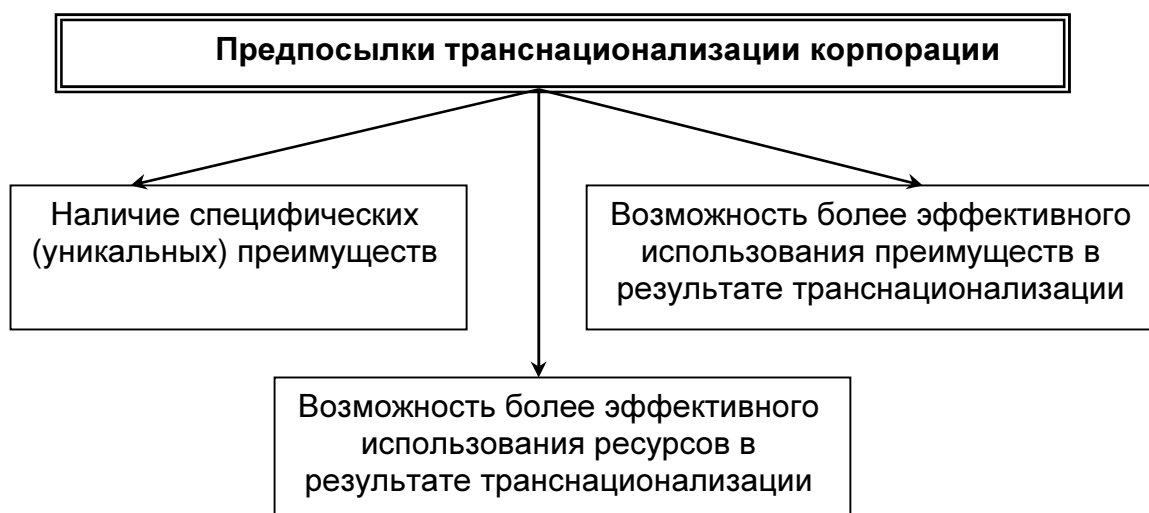 Предпосылки транснационализации корпорации
Наличие специфических
(уникальных) преимуществ
Возможность более эффективного
использования преимуществ в
результате транснационализации
Возможность более эффективного
использования ресурсов в
результате транснационализации